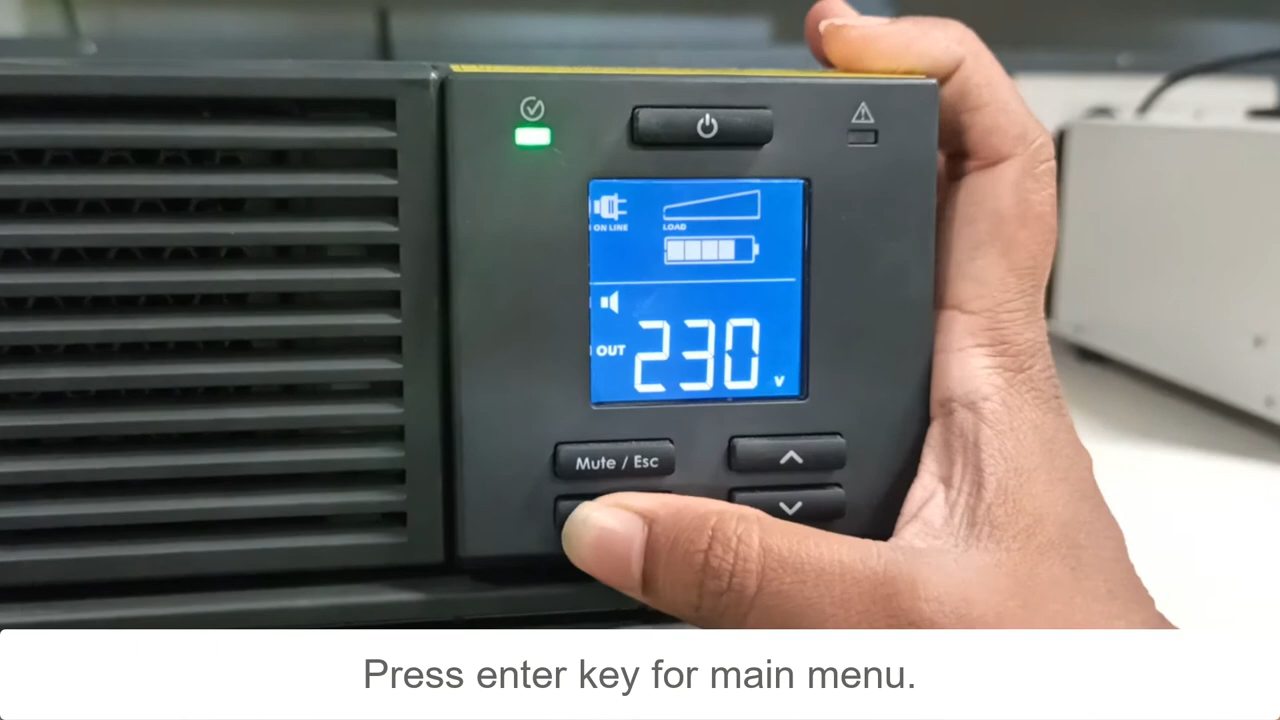 ON LINE
LOAD
OUT
230
V
Mute / Esc
Press enter key for main menu.